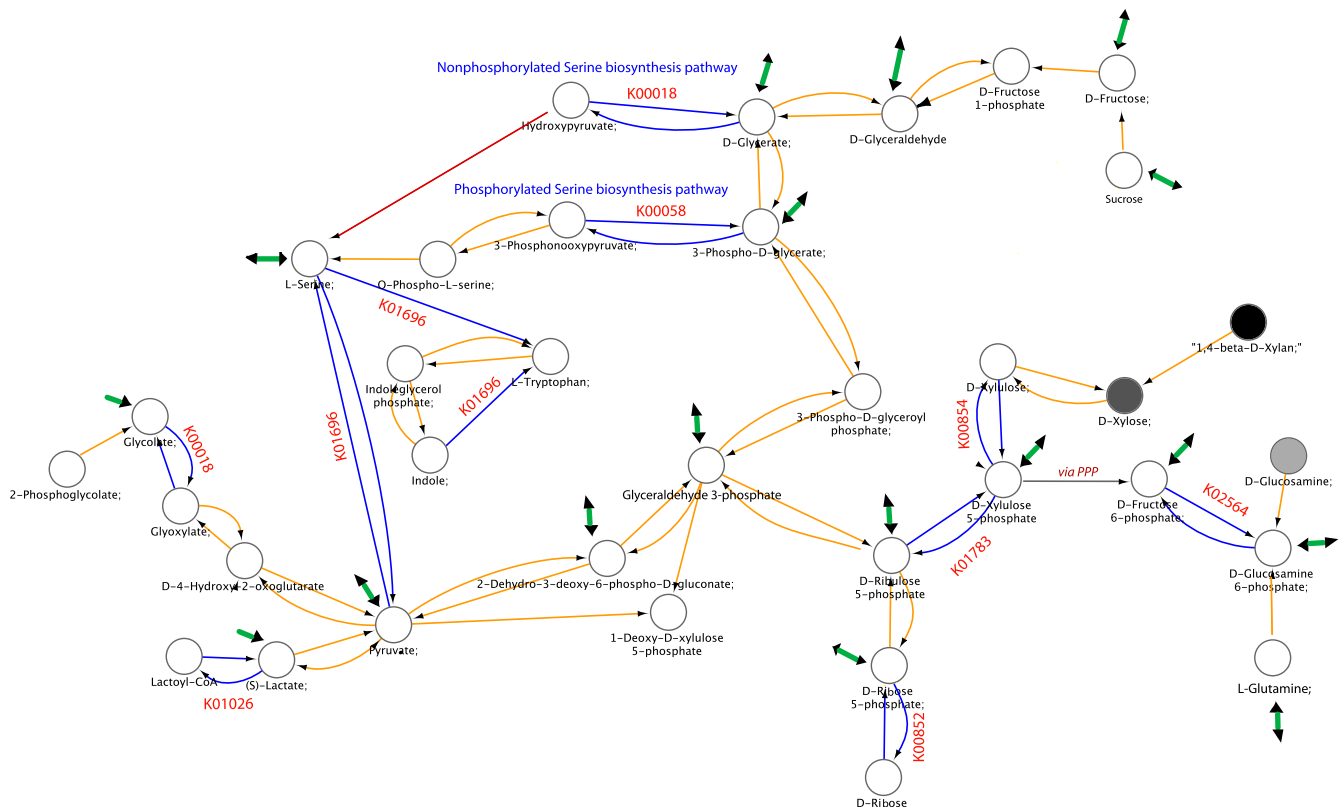 Nonphosphorylated Serine biosynthesis pathway
K00018
Hydroxypyruvate;
D-Glycerate;
D-Glyceraldehyde
D-Fructose
1-phosphate
D-Fructose;
Sucrose
Phosphorylated Serine biosynthesis pathway
K00058
3-Phosphonooxypyruvate;
3-Phospho-D-glycerate;
L-Serine;
O-Phospho-L-serine;
K01696
Indoleglycerol
phosphate;
L-Tryptophan;
K01696
Indole;
K01696
"1,4-beta-D-Xylan;"
D-Xylulose;
D-Xylose;
K00854
3-Phospho-D-glyceroyl
phosphate;
Glycolate;
K00018
2-Phosphoglycolate;
Glyoxylate;
Glyceraldehyde 3-phosphate
D-Xylulose
5-phosphate
via PPP
D-Fructose
6-phosphate;
K02564
D-Glucosamine;
K01783
D-4-Hydroxy-2-oxoglutarate
2-Dehydro-3-deoxy-6-phospho-D-gluconate;
D-Ribulose
5-phosphate
D-Glucosamine
6-phosphate;
Pyruvate;
1-Deoxy-D-xylulose
5-phosphate
Lactoyl-CoA
(S)-Lactate;
K01026
D-Ribose
5-phosphate;
K00852
L-Glutamine;
D-Ribose